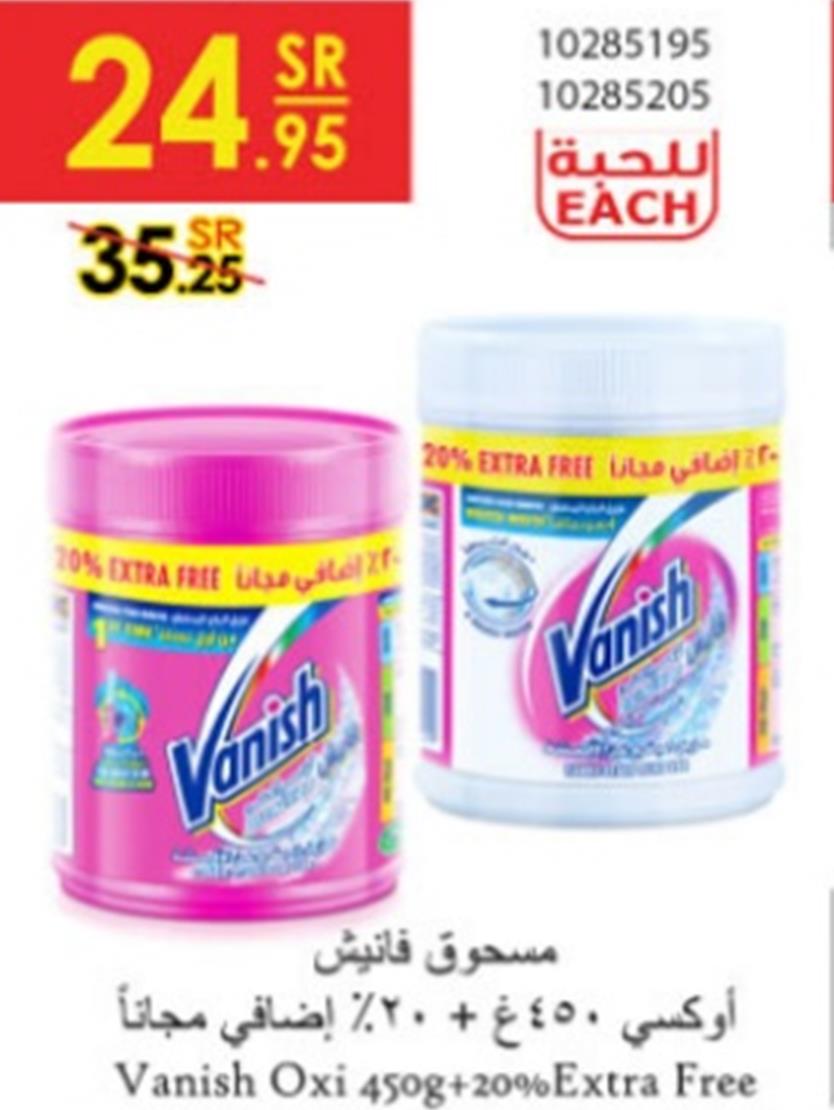 24.95 SR
35.25 SR
10285195
10285205
للحبة
EACH
20% EXTRA FREE ٢٠٪ إضافي مجاناً
Vanish
20% EXTRA FREE ٢٠٪ إضافي مجاناً
Vanish
مسحوق فانيش
أوكسي ٤٥٠غ + ٢٠٪ إضافي مجاناً
Vanish Oxi 450g+20%Extra Free